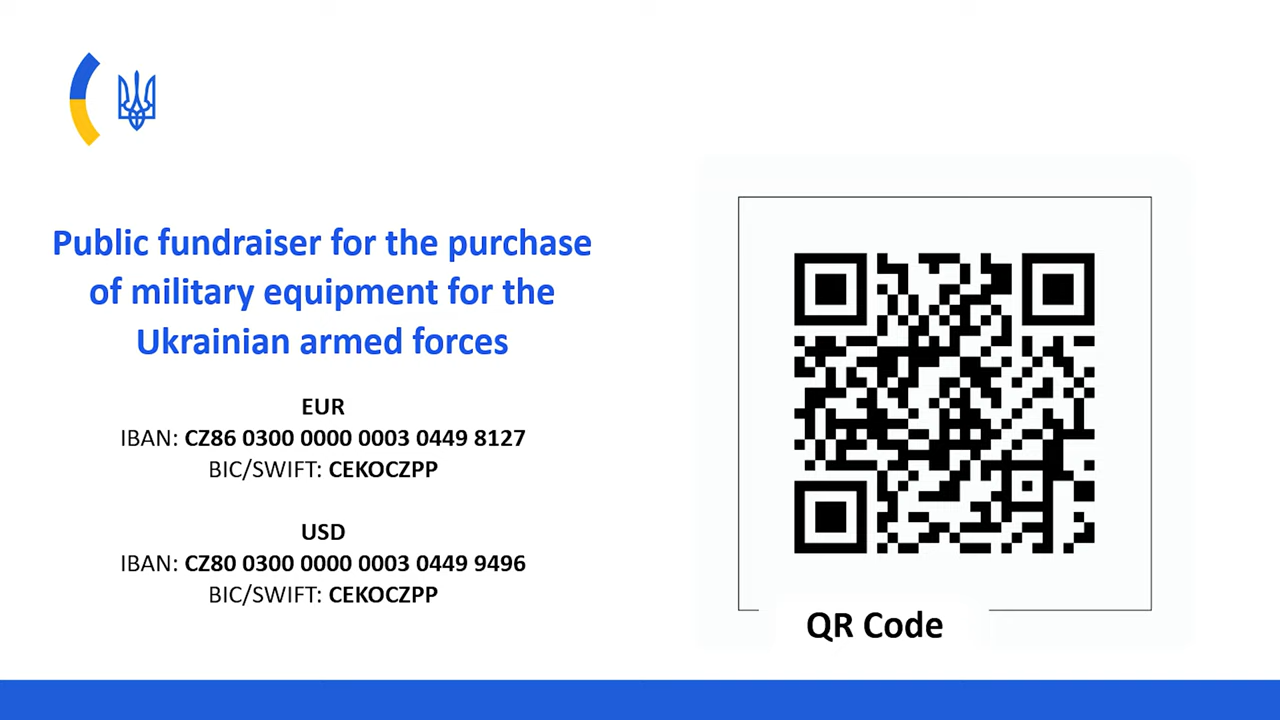 Public fundraiser for the purchase
of military equipment for the
Ukrainian armed forces
EUR
IBAN: CZ86 0300 0000 0003 0449 8127
BIC/SWIFT: CEKOCZPP
USD
IBAN: CZ80 0300 0000 0003 0449 9496
BIC/SWIFT: CEKOCZPP
QR Code